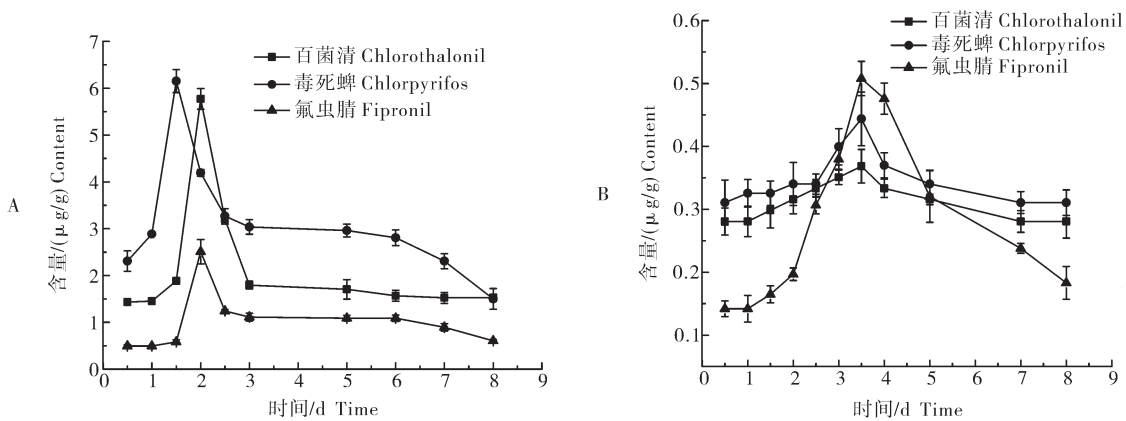 A
含量/(μg/g) Content
7
6
5
4
3
2
1
0
百菌清 Chlorothalonil
毒死蜱 Chlorpyrifos
氟虫腈 Fipronil
0 1 2 3 4 5 6 7 8 9
时间/d Time
B
含量/(μg/g) Content
0.6
0.5
0.4
0.3
0.2
0.1
百菌清 Chlorothalonil
毒死蜱 Chlorpyrifos
氟虫腈 Fipronil
0 1 2 3 4 5 6 7 8 9
时间/d Time